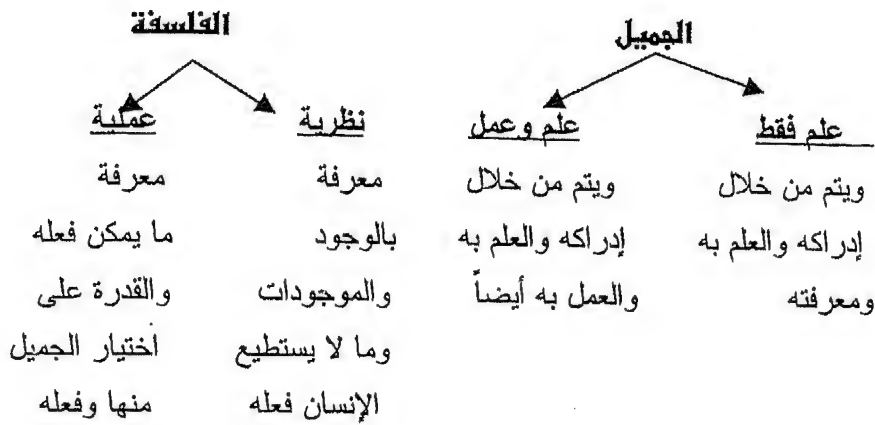 الجميل
علم فقط
ويتم من خلال
إدراكه والعلم به
ومعرفته
علم وعمل
ويتم من خلال
إدراكه والعلم به
والعمل به أيضاً
الفلسفة
نظرية
معرفة
بالوجود
والموجودات
وما لا يستطيع
الإنسان فعله
عملية
معرفة
ما يمكن فعله
والقدرة على
اختيار الجميل
منها وفعله